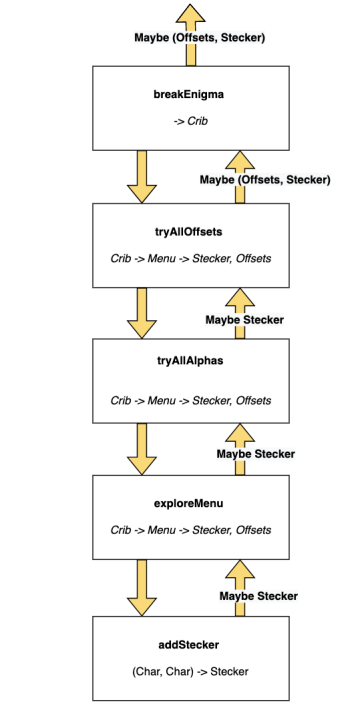 Maybe (Offsets, Stecker)
breakEnigma
-> Crib
Maybe (Offsets, Stecker)
tryAllOffsets
Crib -> Menu -> Stecker, Offsets
Maybe Stecker
tryAllAlphas
Crib -> Menu -> Stecker, Offsets
Maybe Stecker
exploreMenu
Crib -> Menu -> Stecker, Offsets
Maybe Stecker
addStecker
(Char, Char) -> Stecker